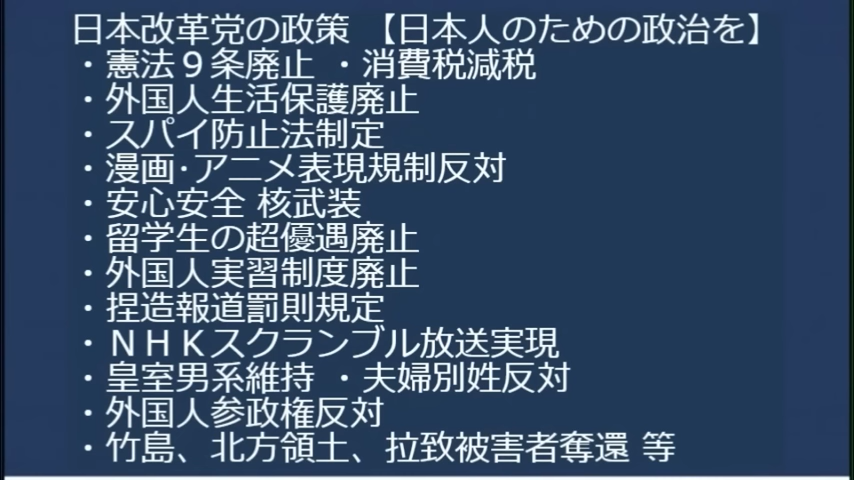 日本改革党の政策 【日本人のための政治を】
・憲法９条廃止 ・消費税減税
・外国人生活保護廃止
・スパイ防止法制定
・漫画･アニメ表現規制反対
・安心安全 核武装
・留学生の超優遇廃止
・外国人実習制度廃止
・捏造報道罰則規定
・ＮＨＫスクランブル放送実現
・皇室男系維持 ・夫婦別姓反対
・外国人参政権反対
・竹島、北方領土、拉致被害者奪還 等